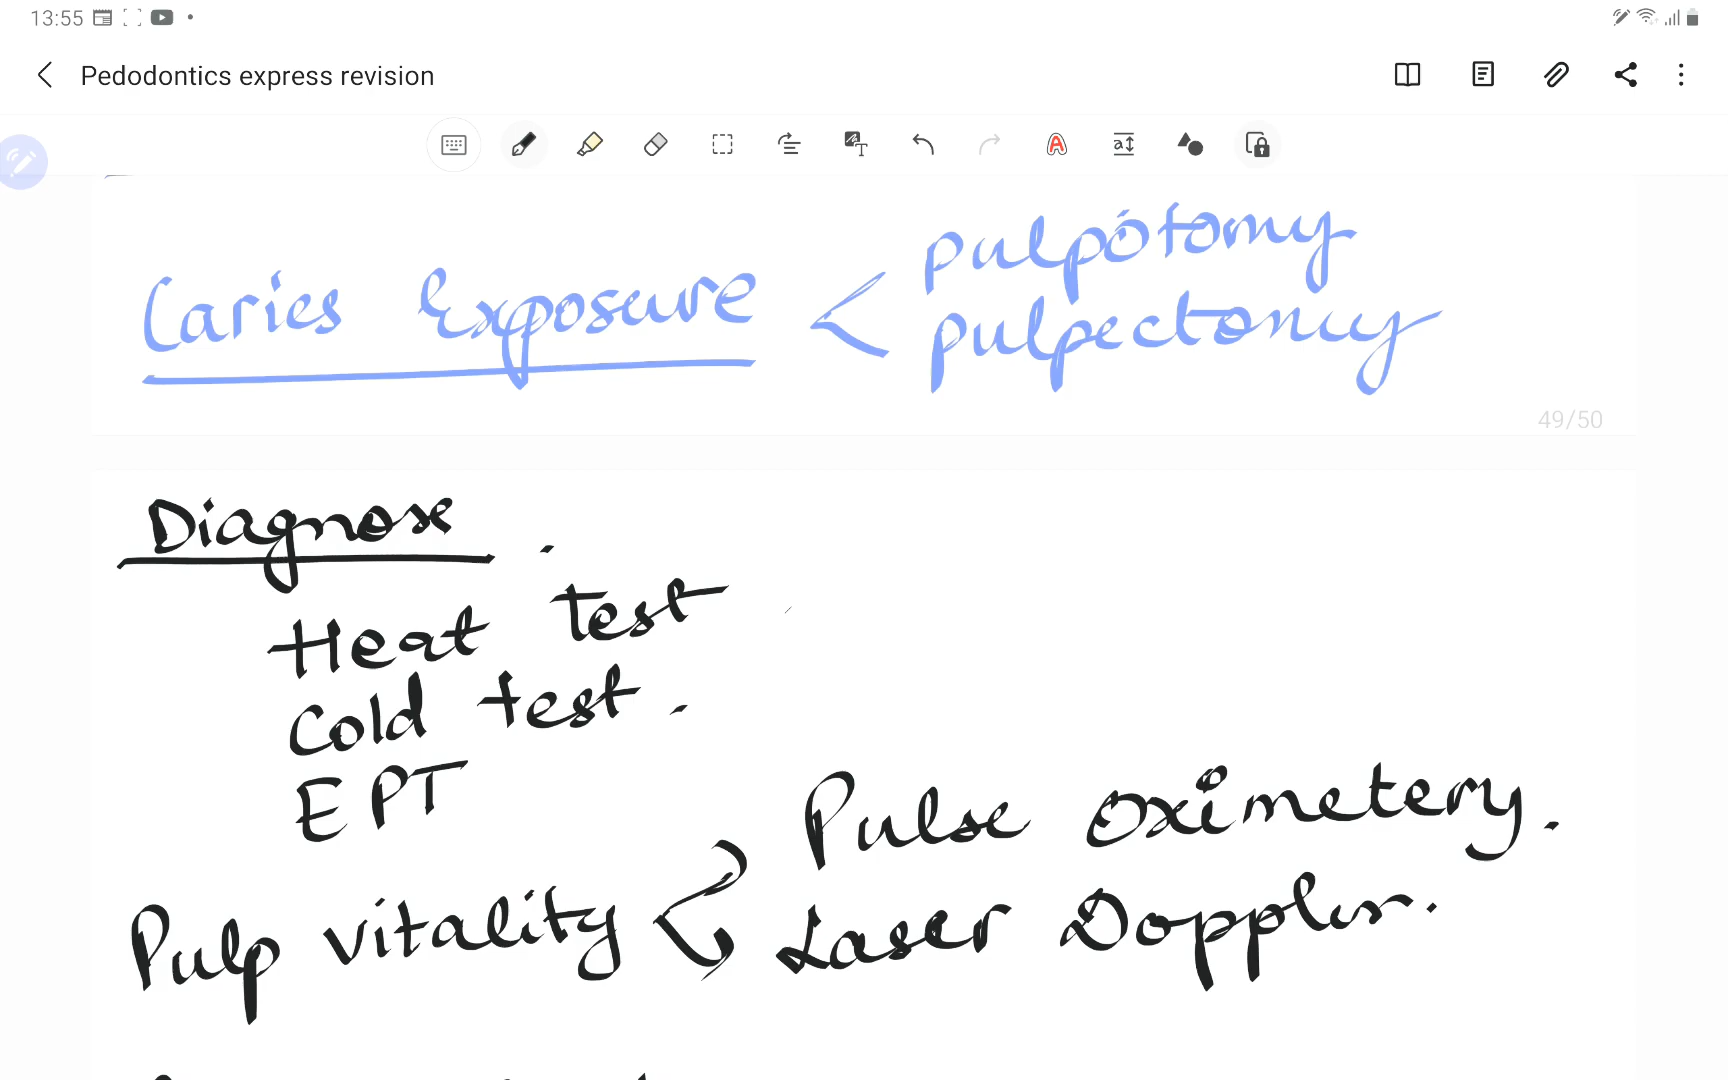 13:55
Pedodontics express revision
Caries Exposure < pulpotomy
pulpectomy
49/50
Diagnose.
Heat test
Cold test.
EPT
Pulse oximetery.
Pulp vitality
Laser Doppler.